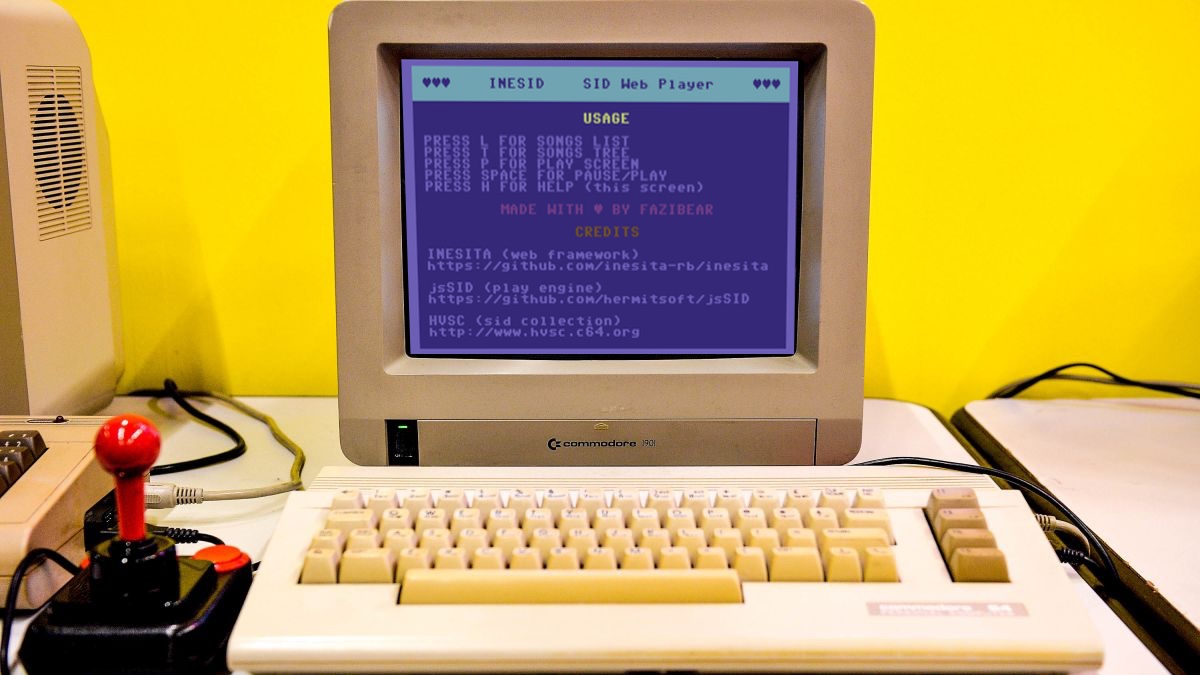 ♥♥♥ INESID SID Web Player ♥♥♥
USAGE
PRESS L FOR SONGS LIST
PRESS T FOR SONGS TREE
PRESS P FOR PLAY SCREEN
PRESS SPACE FOR PAUSE/PLAY
PRESS H FOR HELP (this screen)
MADE WITH ♥ BY FAZIBEAR
CREDITS
INESITA (web framework)
https://github.com/inesita-rb/inesita
jsSID (play engine)
https://github.com/hermitsoft/jsSID
HVSC (sid collection)
http://www.hvsc.c64.org
commodore 1901
commodore 64